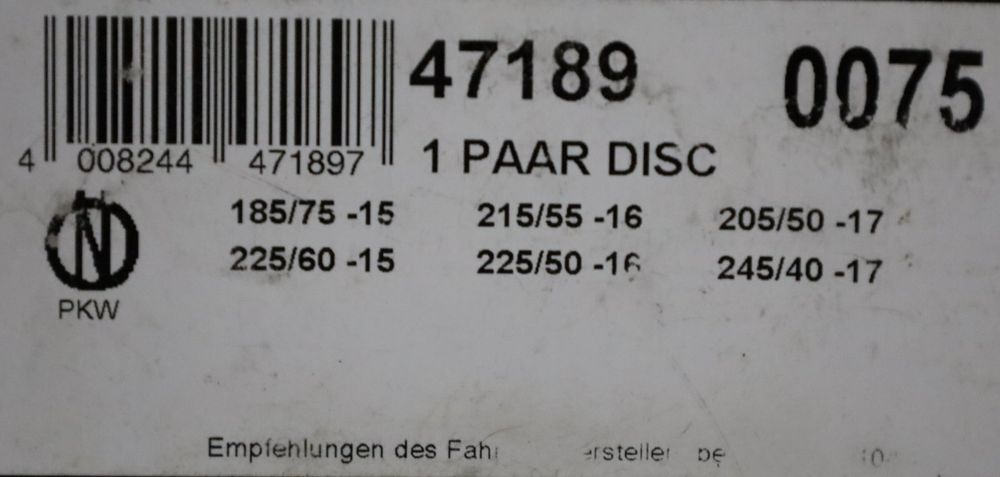 47189 0075
4 008244 471897
1 PAAR DISC
185/75 -15 215/55 -16 205/50 -17
225/60 -15 225/50 -16 245/40 -17
N
PKW
Empfehlungen des